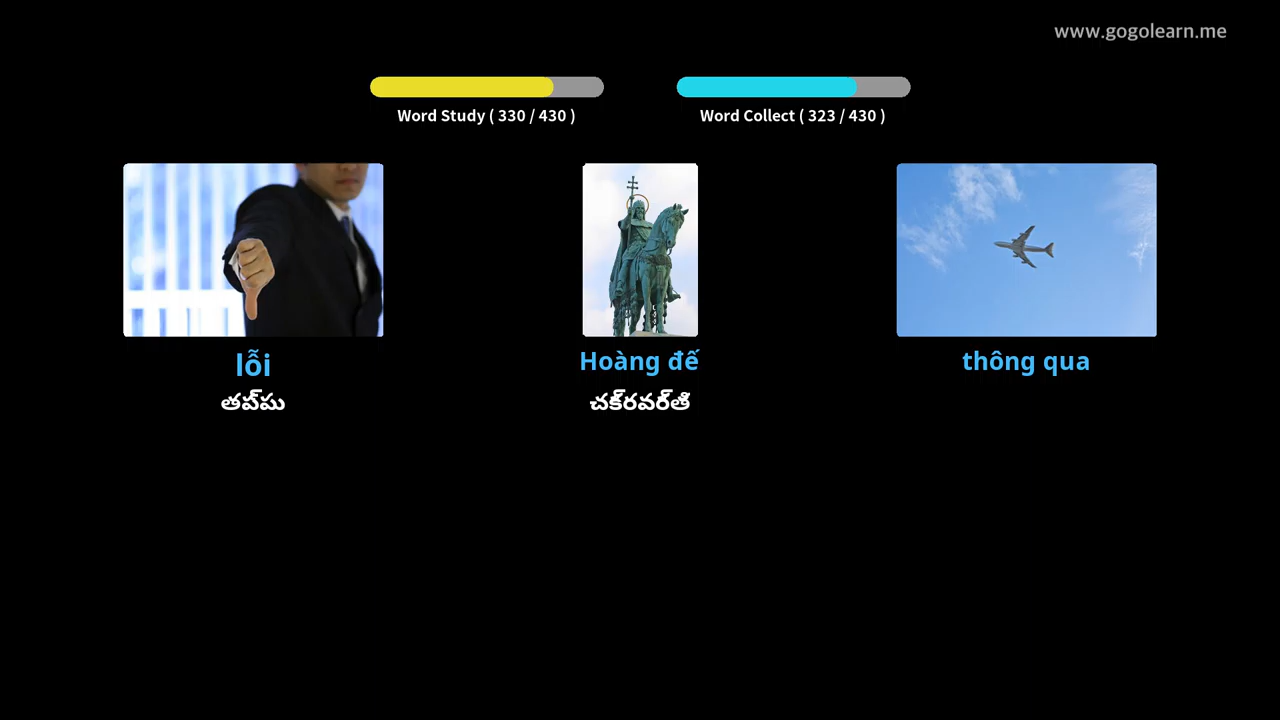 www.gogolearn.me
Word Study ( 330 / 430 )
Word Collect ( 323 / 430 )
lỗi
Hoàng đế
thông qua
తప్పు
చక్రవర్తి